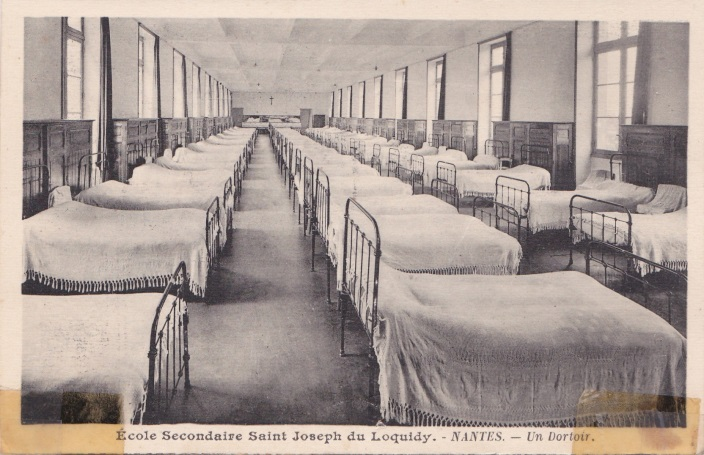 École Secondaire Saint Joseph du Loquidy. - NANTES. — Un Dortoir.